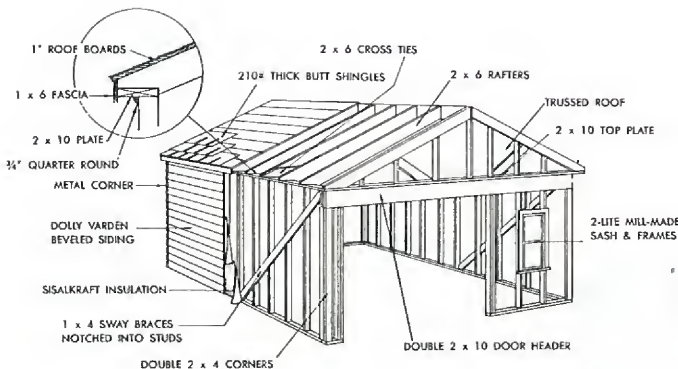 1" ROOF BOARDS
2 x 6 CROSS TIES
210# THICK BUTT SHINGLES
2 x 6 RAFTERS
1 x 6 FASCIA
TRUSSED ROOF
2 x 10 PLATE
2 x 10 TOP PLATE
¾" QUARTER ROUND
METAL CORNER
DOLLY VARDEN
BEVELED SIDING
2-LITE MILL-MADE
SASH & FRAMES
SISALKRAFT INSULATION
1 x 4 SWAY BRACES
NOTCHED INTO STUDS
DOUBLE 2 x 10 DOOR HEADER
DOUBLE 2 x 4 CORNERS